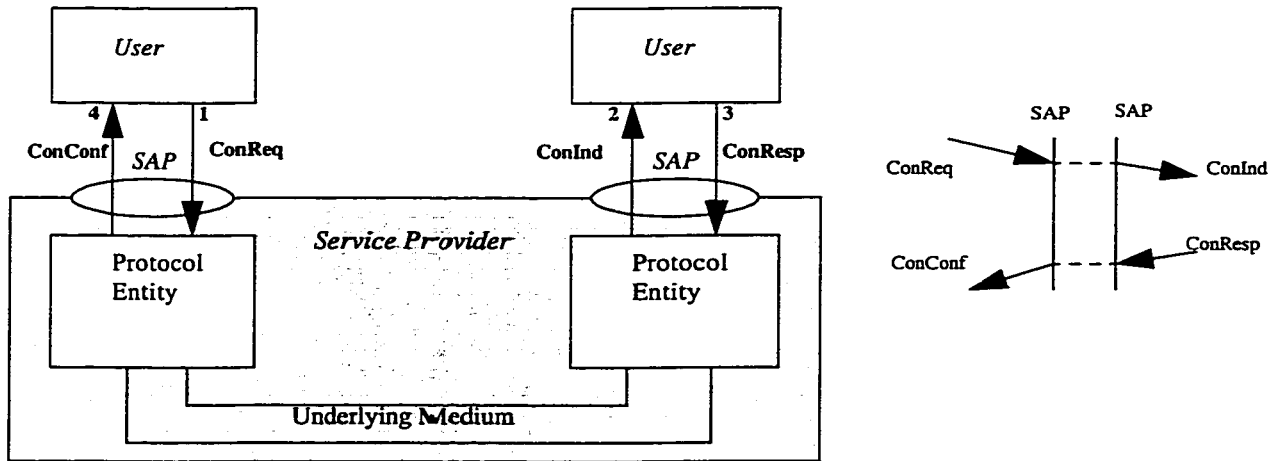 User
User
4
1
2
3
SAP
SAP
ConConf
SAP
ConReq
ConInd
SAP
ConResp
ConReq
ConInd
Service Provider
Protocol
Entity
Protocol
Entity
ConConf
ConResp
Underlying Medium